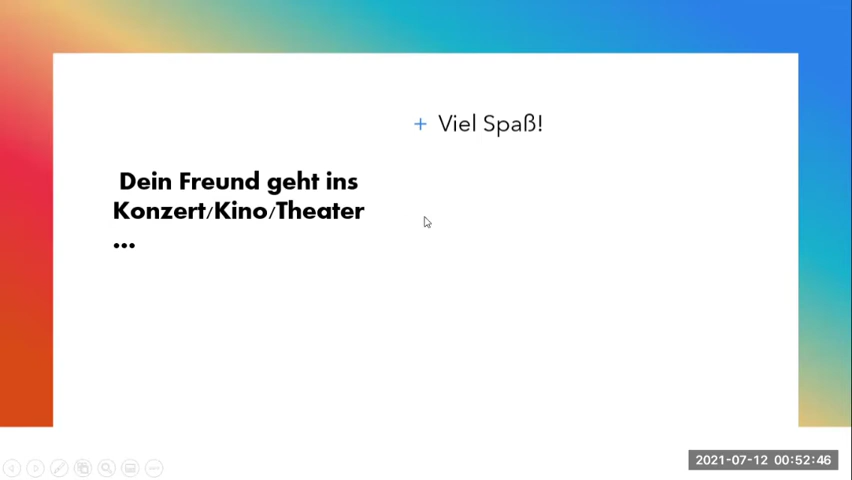 + Viel Spaß!
Dein Freund geht ins
Konzert/Kino/Theater
...
2021-07-12 00:52:46